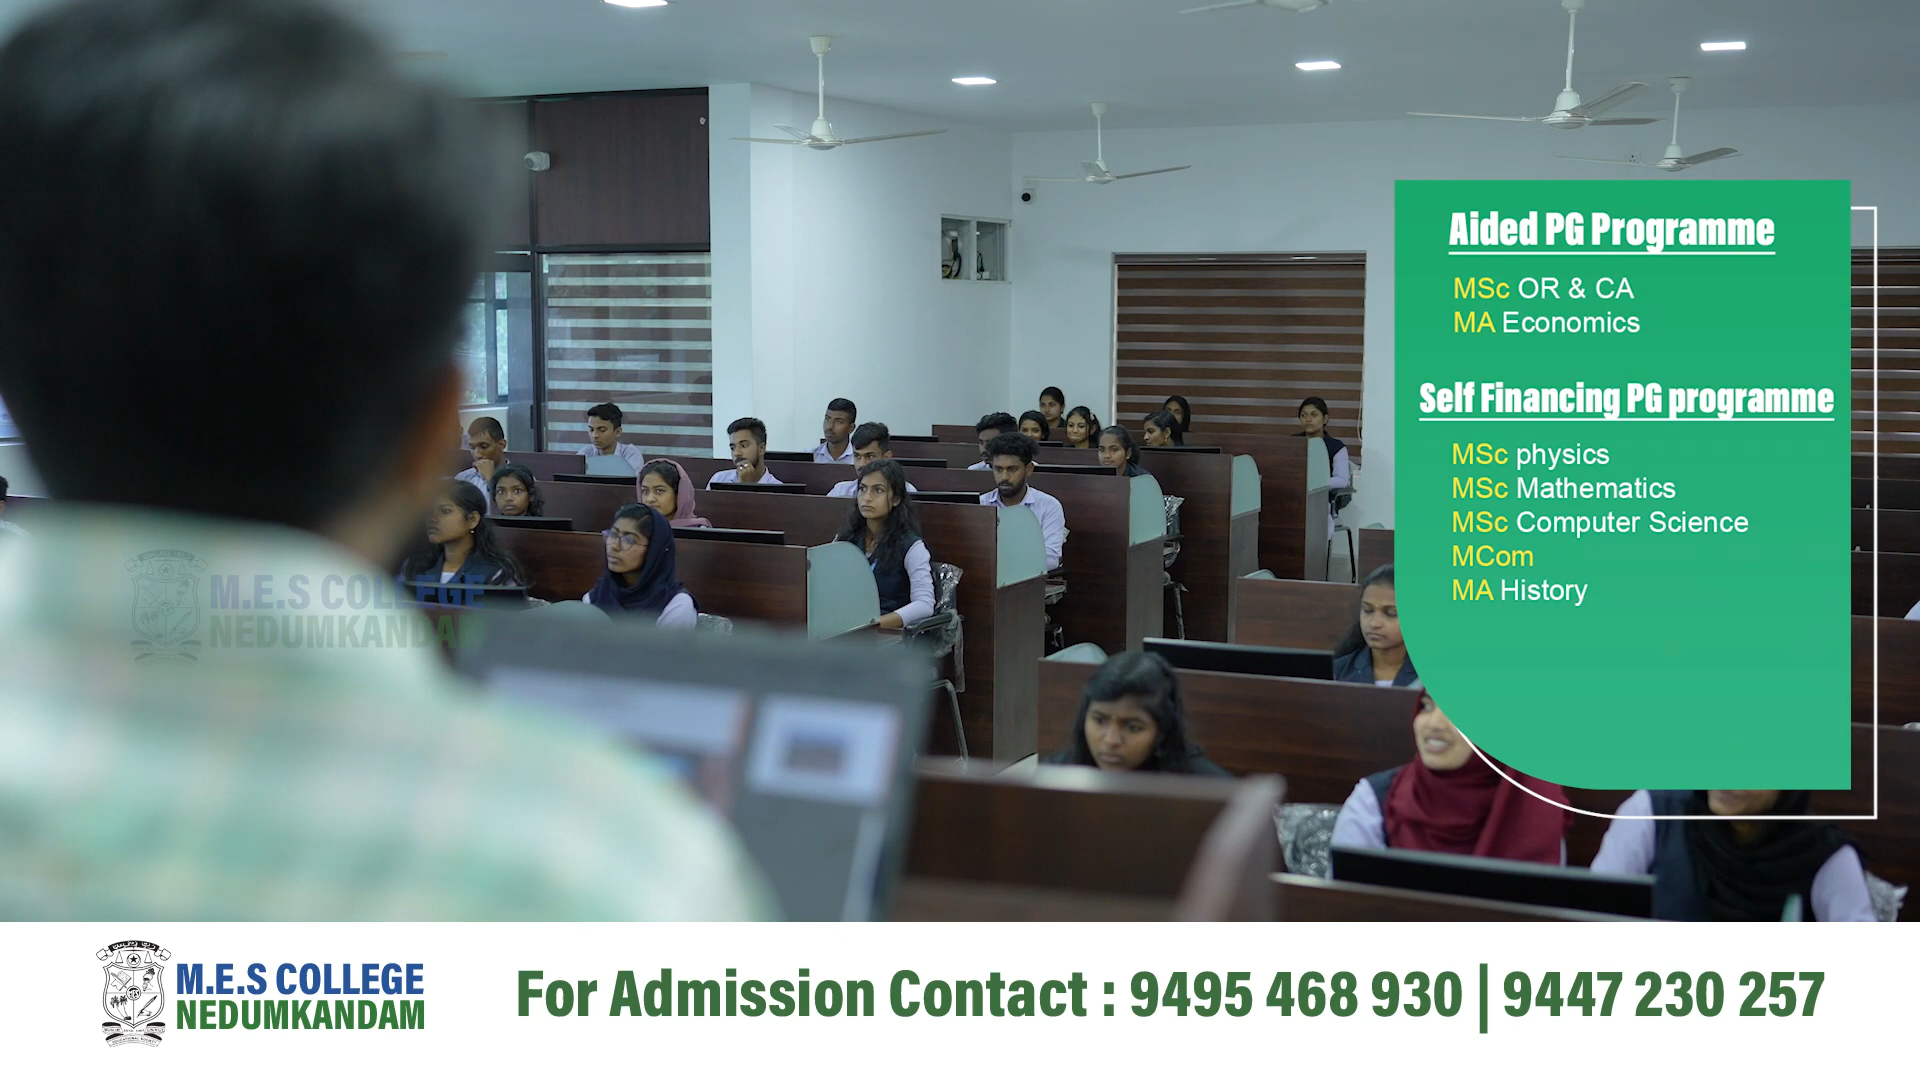 Aided PG Programme
MSc OR & CA
MA Economics
Self Financing PG programme
MSc physics
MSc Mathematics
MSc Computer Science
MCom
MA History
M.E.S COLLEGE
NEDUMKANDAM
M.E.S COLLEGE
NEDUMKANDAM
For Admission Contact : 9495 468 930 | 9447 230 257